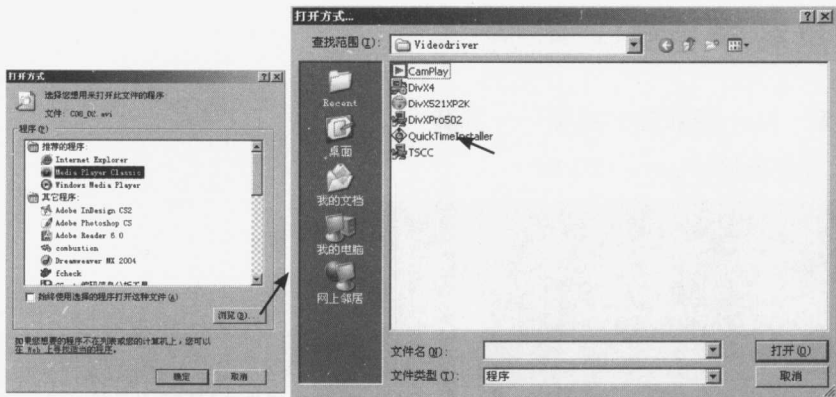 打开方式
选择您想用来打开此文件的程序
文件: CD8_D2.avi
程序(P)
推荐的程序:
Internet Explorer
Media Player Classic
Windows Media Player
其它程序:
Adobe InDesign CS2
Adobe Photoshop CS
Adobe Reader 6.0
combustion
Dreamweaver MX 2004
fcheck
始终使用选择的程序打开这种文件(A)
浏览(B)...
如果您想要的程序不在列表或您的计算机上,您可以
在 Web 上寻找适当的程序。
确定
取消
打开方式...
查找范围(I):
Videodriver
Recent
桌面
我的文档
我的电脑
网上邻居
CamPlay
DivX4
DivX521XP2K
DivXPro502
QuickTimeInstaller
TSCC
文件名(N):
打开(O)
文件类型(T):
程序
取消